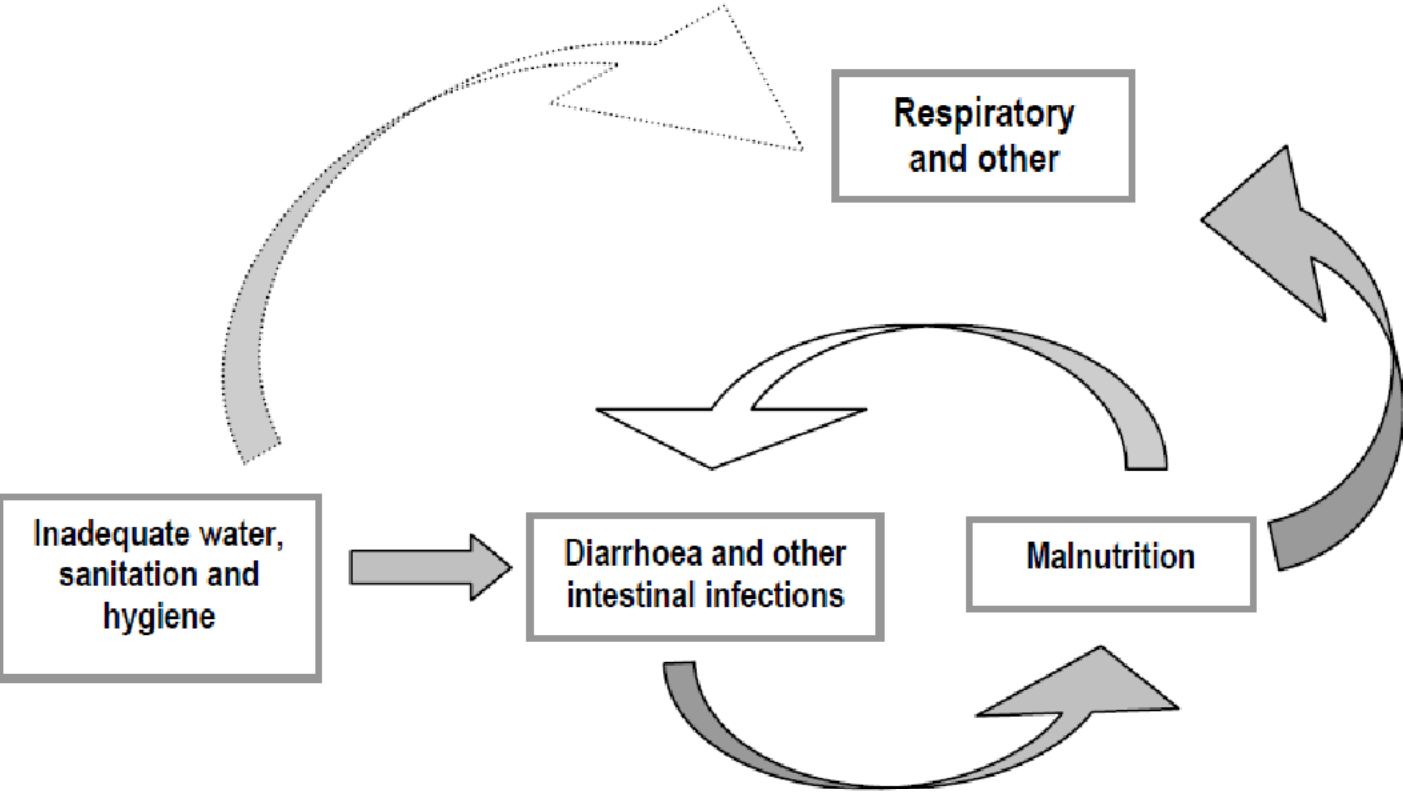 Respiratory
and other
Inadequate water,
sanitation and
hygiene
Diarrhoea and other
intestinal infections
Malnutrition